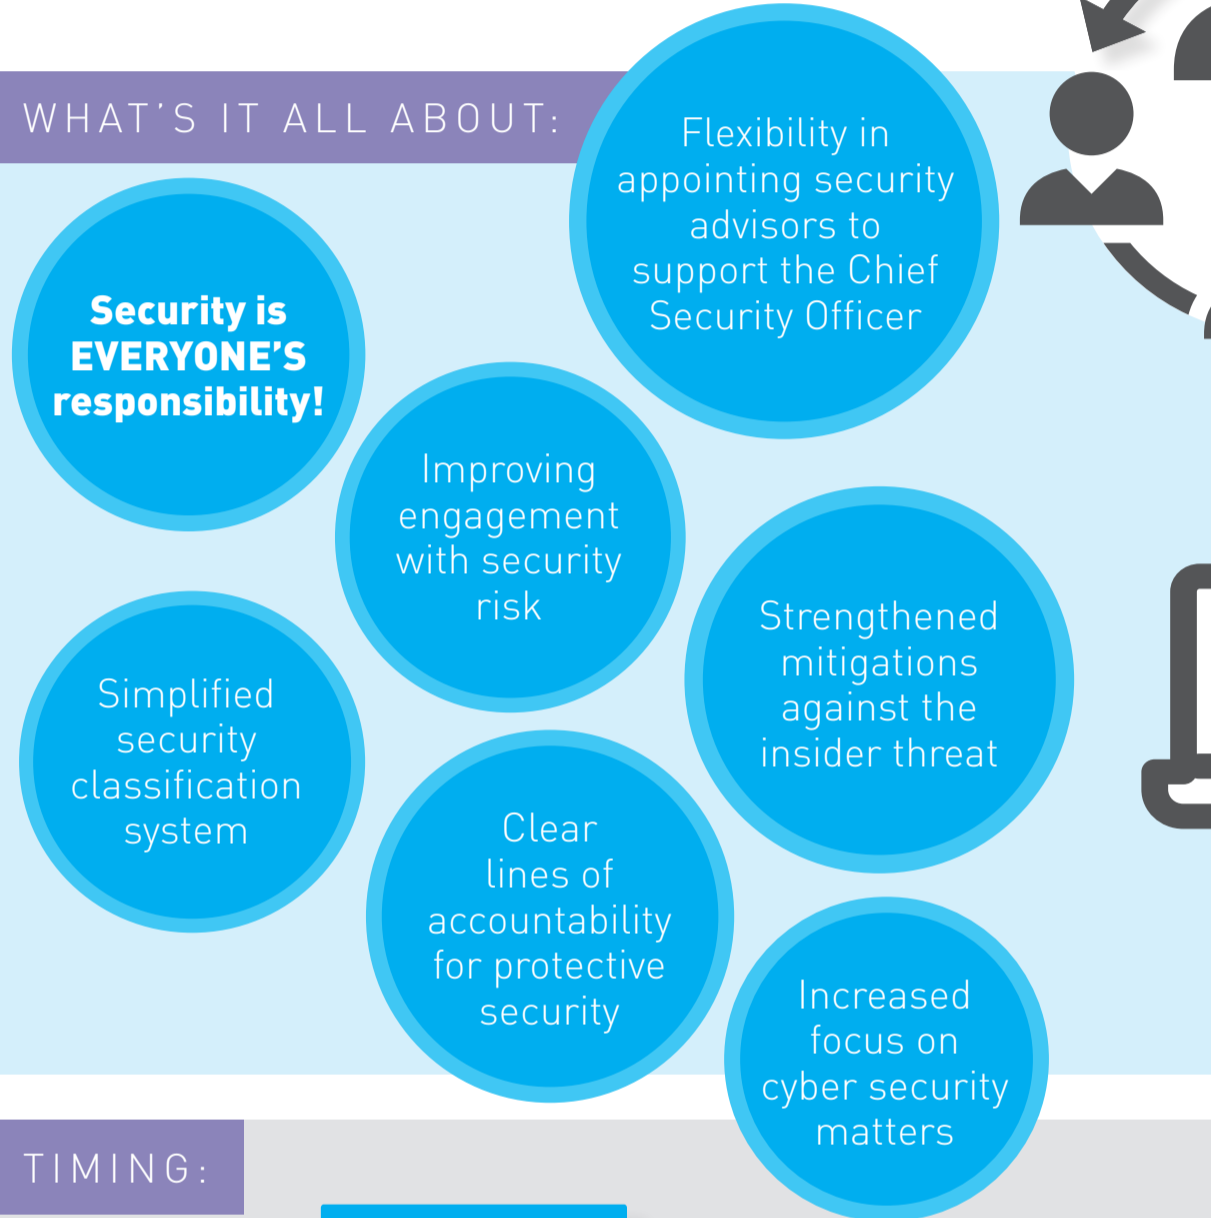 WHAT'S IT ALL ABOUT:
Flexibility in
appointing security
advisors to
support the Chief
Security Officer
Security is
EVERYONE'S
responsibility!
Improving
engagement
with security
risk
Strengthened
mitigations
against the
insider threat
Simplified
security
classification
system
Clear
lines of
accountability
for protective
security
Increased
focus on
cyber security
matters
TIMING: